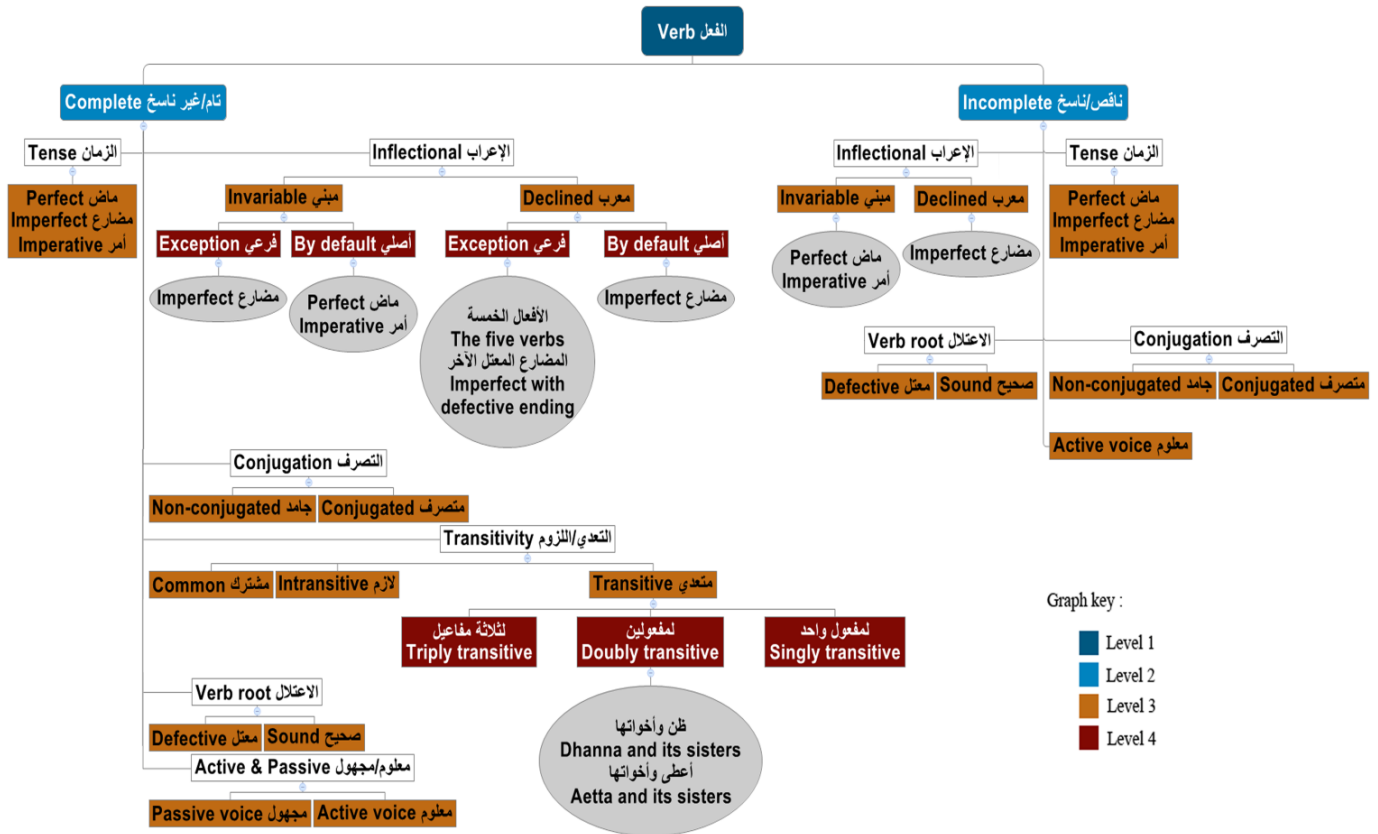 Verb الفعل
Complete تام/غير ناسخ
Incomplete ناقص/ناسخ
Tense الزمان
Perfect ماض
Imperfect مضارع
Imperative أمر
Inflectional الإعراب
Invariable مبني
Declined معرب
Exception فرعي
By default أصلي
Exception فرعي
By default أصلي
Imperfect مضارع
Perfect ماض
Imperative أمر
الأفعال الخمسة
The five verbs
المضارع المعتل الآخر
Imperfect with
defective ending
Imperfect مضارع
Conjugation التصرف
Non-conjugated جامد
Conjugated متصرف
Transitivity التعدي/اللزوم
Common مشترك
Intransitive لازم
Transitive متعدي
لثلاثة مفاعيل
Triply transitive
لمفعولين
Doubly transitive
لمفعول واحد
Singly transitive
ظن وأخواتها
Dhanna and its sisters
أعطى وأخواتها
Aetta and its sisters
Verb root الاعتلال
Defective معتل
Sound صحيح
Active & Passive معلوم/مجهول
Passive voice مجهول
Active voice معلوم
Inflectional الإعراب
Tense الزمان
Invariable مبني
Declined معرب
Perfect ماض
Imperfect مضارع
Imperative أمر
Perfect ماض
Imperative أمر
Imperfect مضارع
Verb root الاعتلال
Conjugation التصرف
Defective معتل
Sound صحيح
Non-conjugated جامد
Conjugated متصرف
Active voice معلوم
Graph key :
Level 1
Level 2
Level 3
Level 4